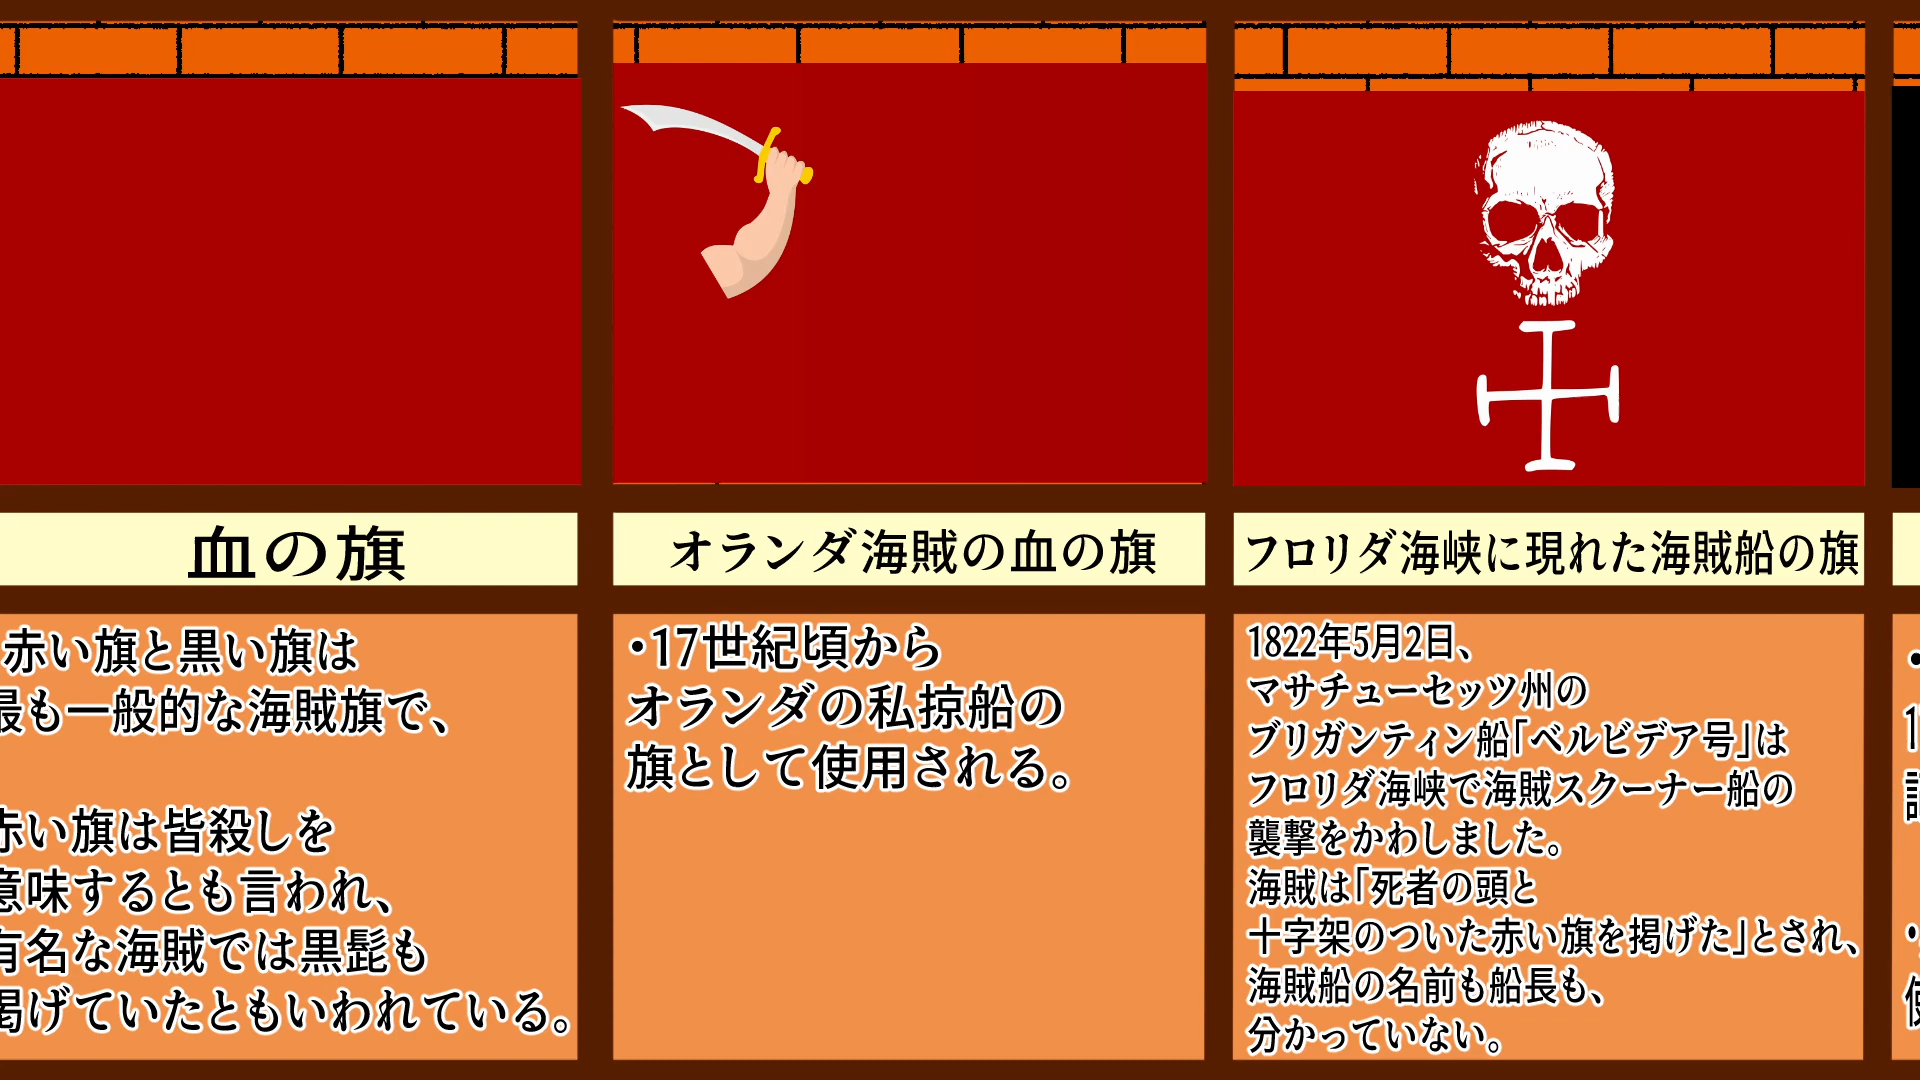 血の旗
赤い旗と黒い旗は
最も一般的な海賊旗で、
赤い旗は皆殺しを
意味するとも言われ、
有名な海賊では黒髭も
掲げていたともいわれている。
オランダ海賊の血の旗
・17世紀頃から
オランダの私掠船の
旗として使用される。
フロリダ海峡に現れた海賊船の旗
1822年5月2日、
マサチューセッツ州の
ブリガンティン船「ベルビデア号」は
フロリダ海峡で海賊スクーナー船の
襲撃をかわしました。
海賊は「死者の頭と
十字架のついた赤い旗を掲げた」とされ、
海賊船の名前も船長も、
分かっていない。